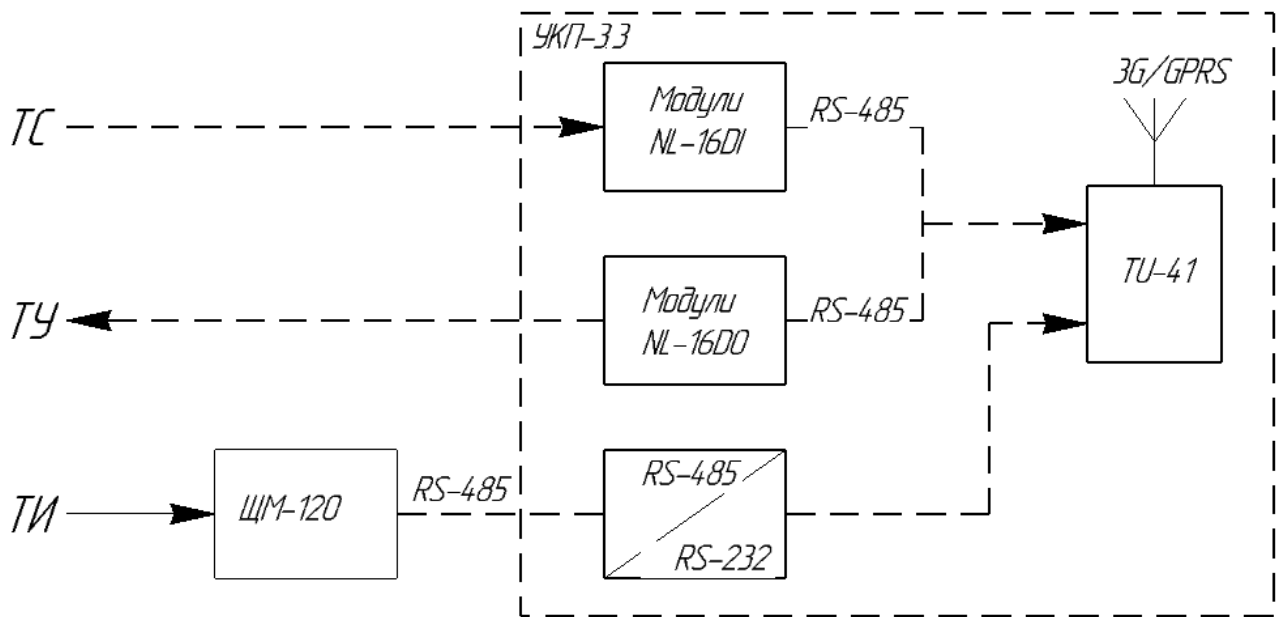 УКП-3.3
3G/GPRS
ТС
Модули
NL-16DI
RS-485
TU-41
ТУ
Модули
NL-16DO
RS-485
ТИ
ЩМ-120
RS-485
RS-485
RS-232